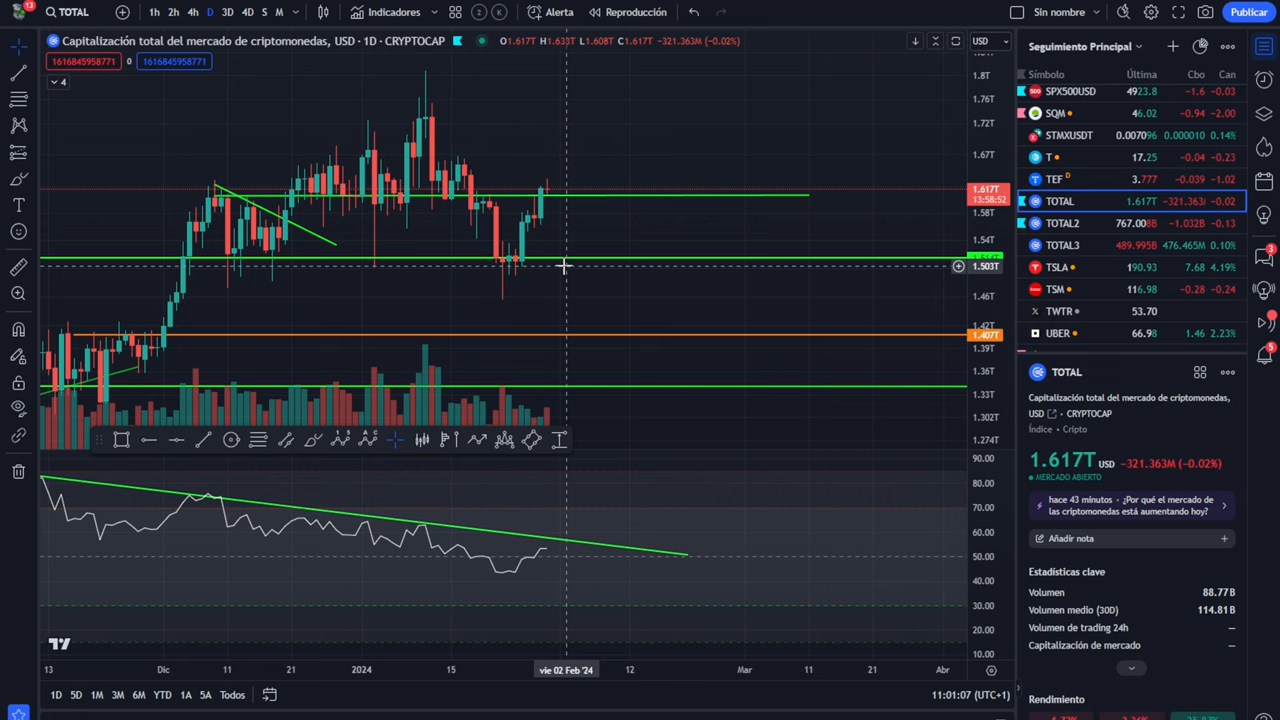 13
TOTAL
1h 2h 4h D 3D 4D S M
Indicadores
2
K
Alerta
Reproducción
Sin nombre
Publicar
Capitalización total del mercado de criptomonedas, USD · 1D · CRYPTOCAP
O1.617T H1.633T L1.608T C1.617T -321.363M (-0.02%)
1616845958771 0 1616845958771
4
USD
1.8T
1.76T
1.72T
1.67T
1.617T
13:58:52
1.58T
1.54T
1.503T
1.46T
1.42T
1.407T
1.39T
1.36T
1.33T
1.302T
1.274T
90.00
80.00
70.00
60.00
50.00
40.00
30.00
20.00
10.00
13 Dic 11 21 2024 15 vie 02 Feb '24 12 Mar 11 21 Abr
1D 5D 1M 3M 6M YTD 1A 5A Todos
11:01:07 (UTC+1)
Seguimiento Principal
Símbolo Última Cbo Can
SPX500USD 4923.8 -1.6 -0.03
SQM 46.02 -0.94 -2.00
STMXUSDT 0.007096 0.000010 0.14%
T 17.25 -0.04 -0.23
TEF D 3.777 -0.039 -1.02
TOTAL 1.617T -321.363M -0.02
TOTAL2 767.008B -1.032B -0.13
TOTAL3 489.995B 476.465M 0.10%
TSLA 190.93 7.68 4.19%
TSM 116.98 -0.28 -0.24
TWTR 53.70
UBER 66.98 1.46 2.23%
TOTAL
Capitalización total del mercado de criptomonedas,
USD · CRYPTOCAP
Índice · Cripto
1.617T USD -321.363M (-0.02%)
MERCADO ABIERTO
hace 43 minutos · ¿Por qué el mercado de
las criptomonedas está aumentando hoy?
Añadir nota
Estadísticas clave
Volumen 88.77B
Volumen medio (30D) 114.81B
Volumen de trading 24h —
Capitalización de mercado —
Rendimiento
3
5